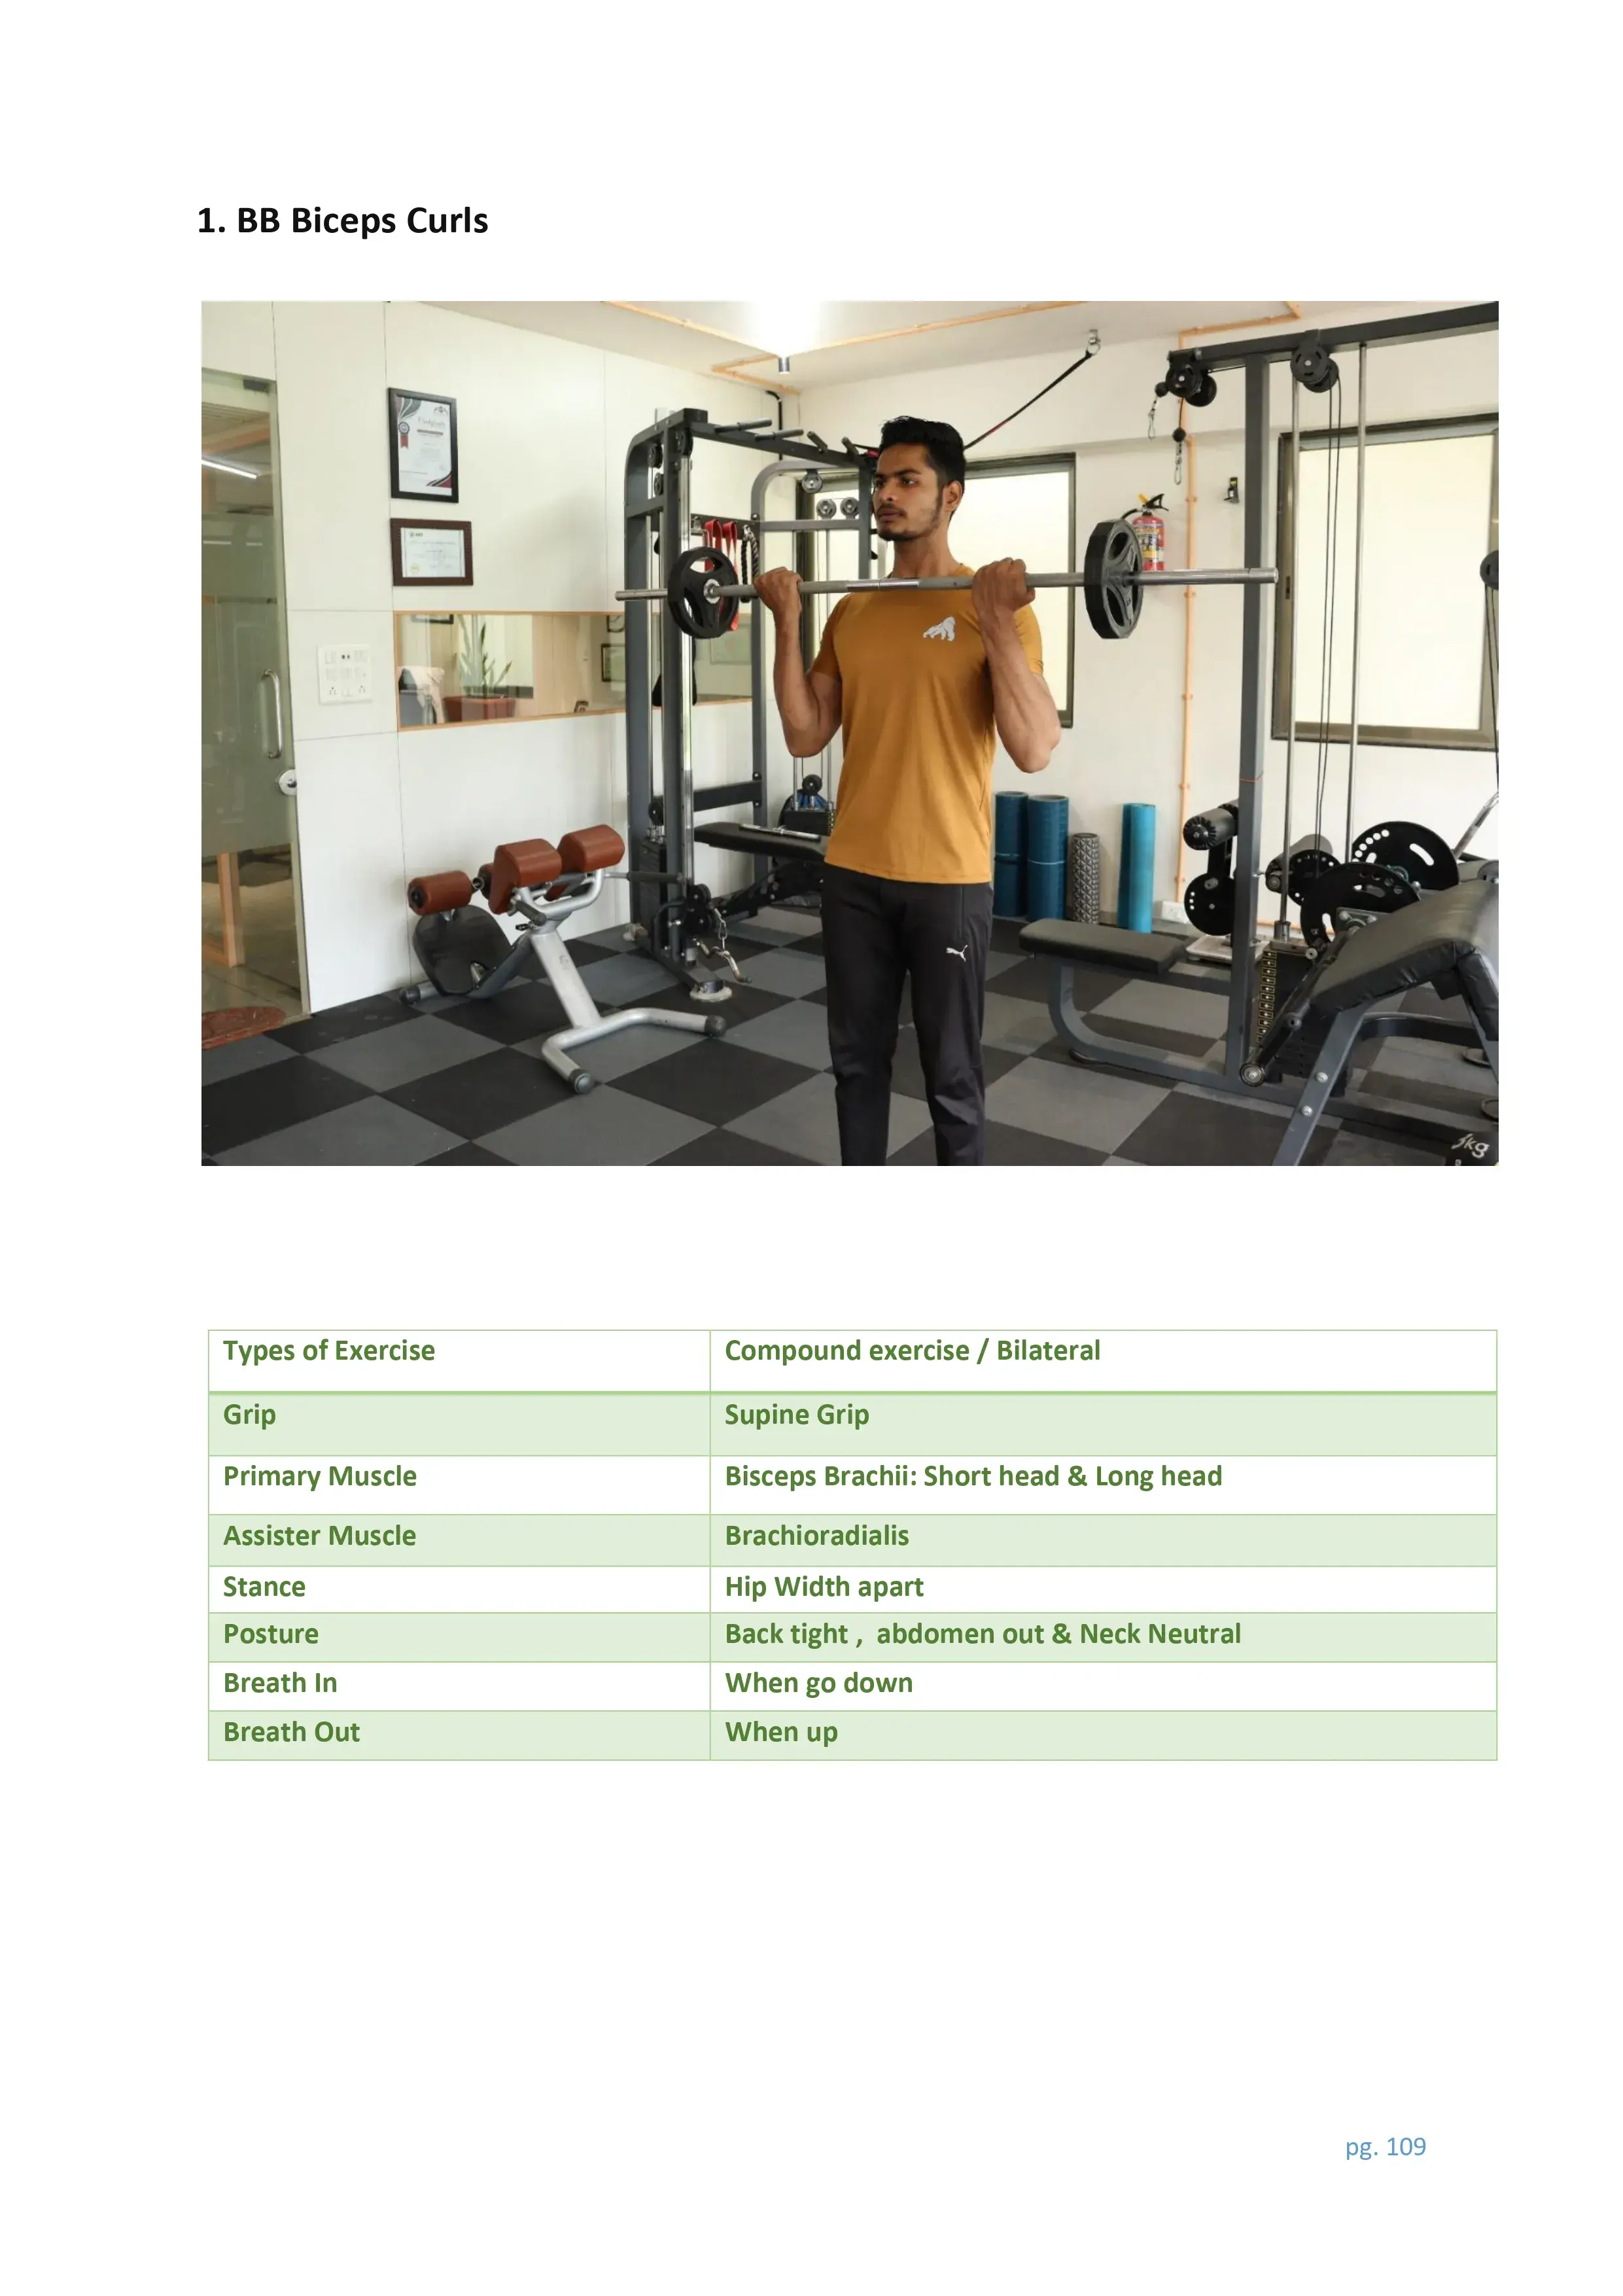 1. BB Biceps Curls
5kg
Types of Exercise Compound exercise / Bilateral
Grip Supine Grip
Primary Muscle Bisceps Brachii: Short head & Long head
Assister Muscle Brachioradialis
Stance Hip Width apart
Posture Back tight , abdomen out & Neck Neutral
Breath In When go down
Breath Out When up
pg. 109